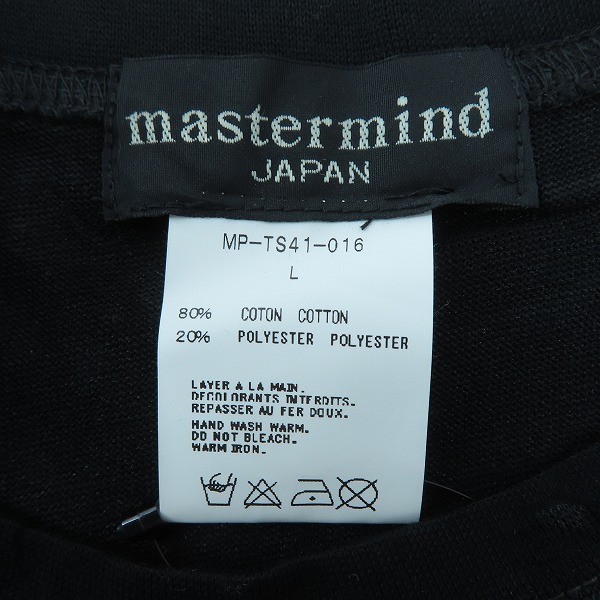 mastermind
JAPAN
MP-TS41-016
L
80% COTON COTTON
20% POLYESTER POLYESTER
LAVER A LA MAIN.
DECOLORANTS INTERDITS.
REPASSER AU FER DOUX.
HAND WASH WARM.
DO NOT BLEACH.
WARM IRON.